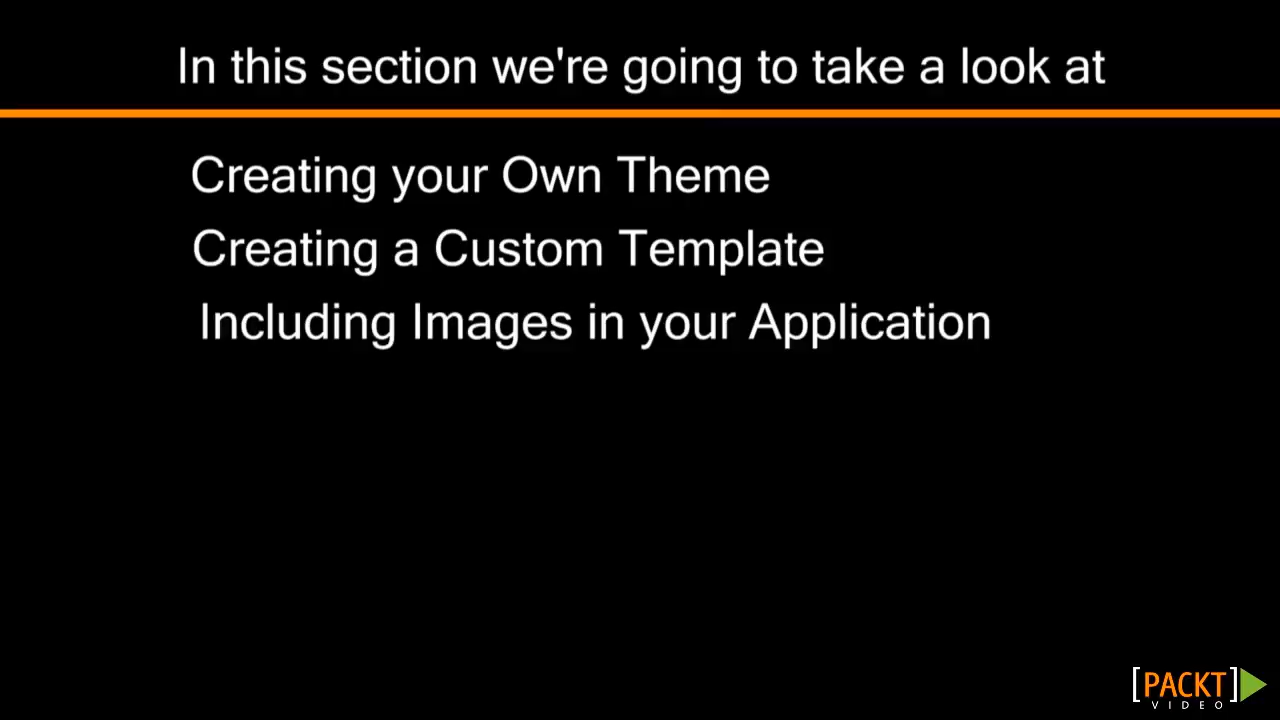 In this section we're going to take a look at
Creating your Own Theme
Creating a Custom Template
Including Images in your Application
[PACKT]
VIDEO